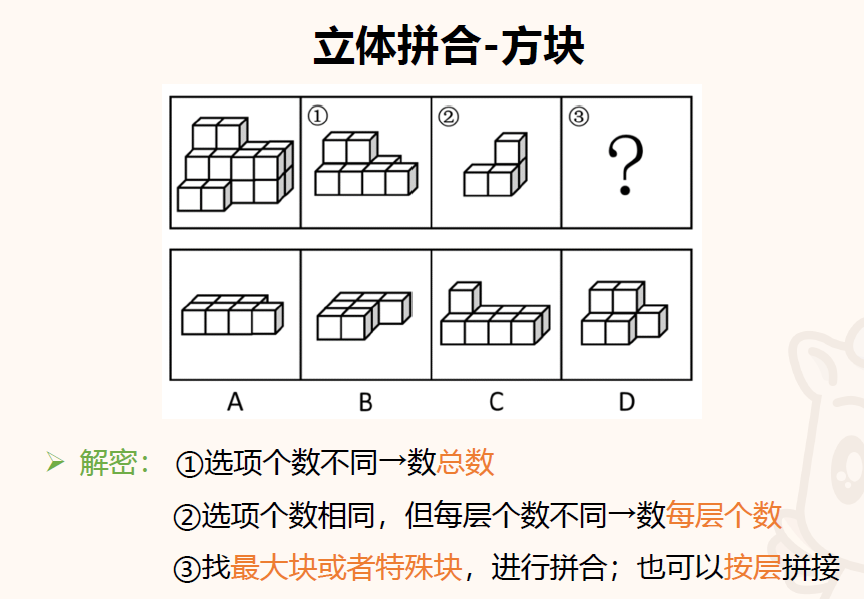 立体拼合-方块
① ② ③
?
A B C D
➢ 解密： ①选项个数不同→数总数
②选项个数相同，但每层个数不同→数每层个数
③找最大块或者特殊块，进行拼合；也可以按层拼接